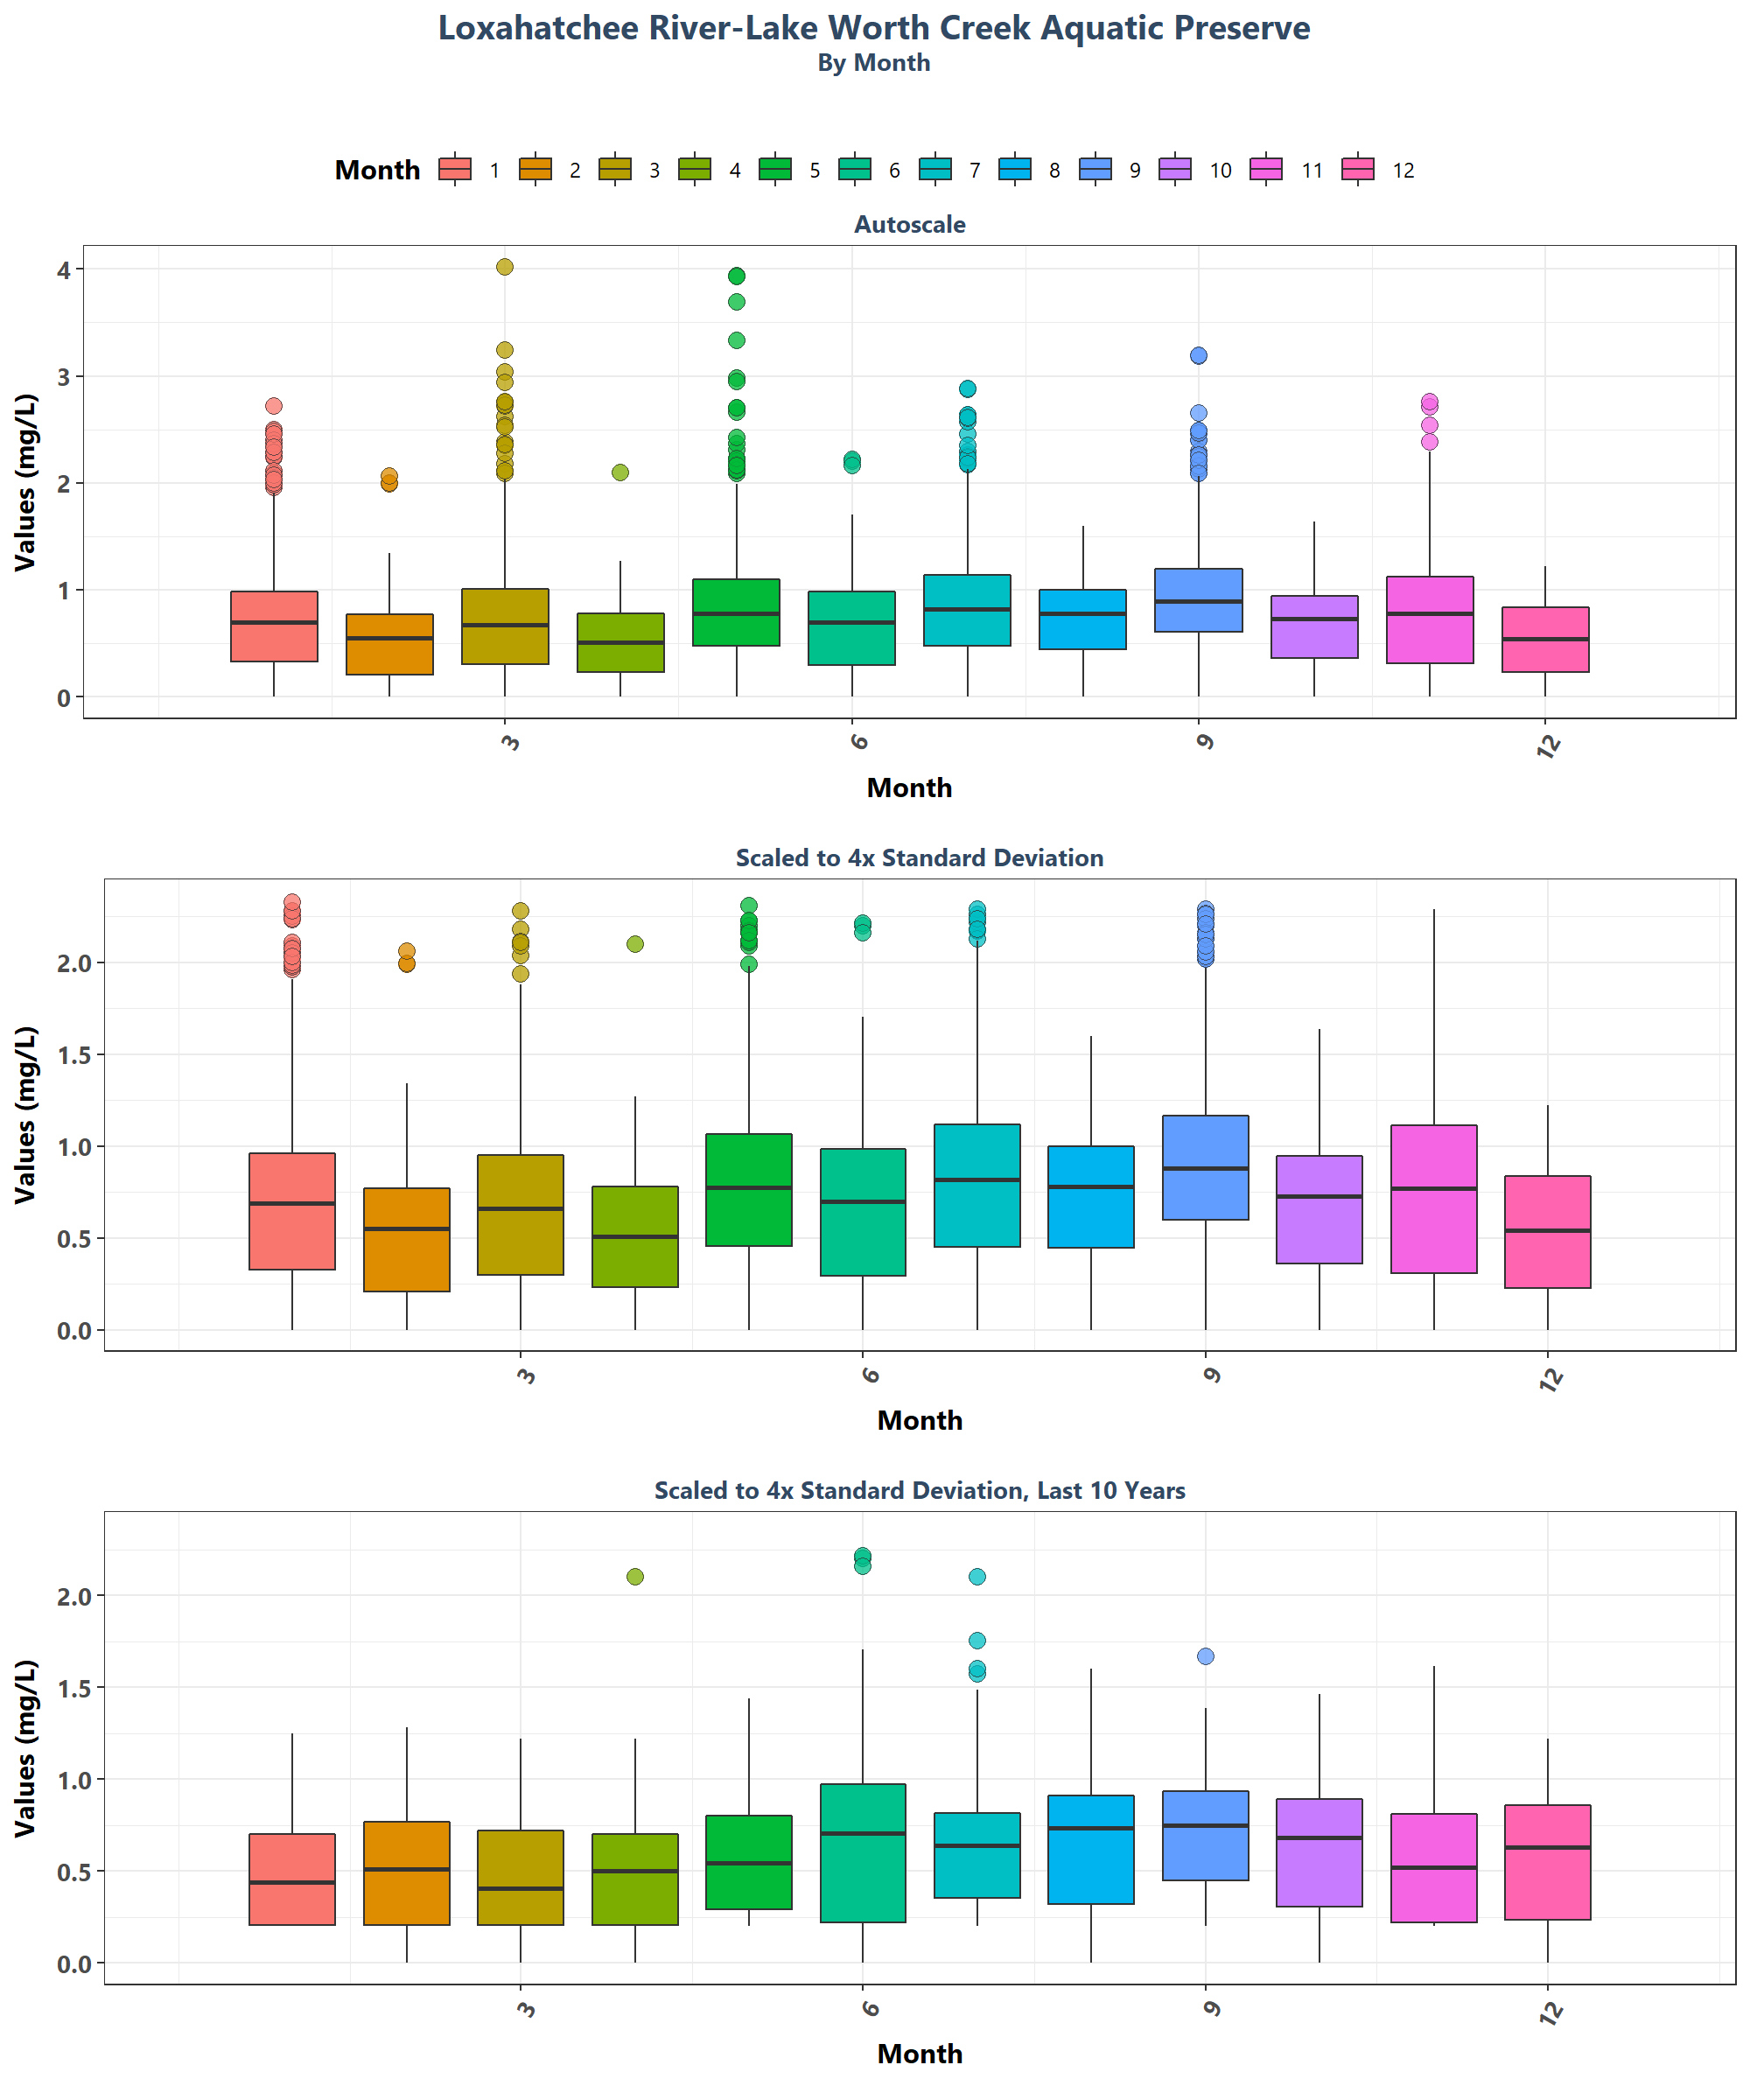 Loxahatchee River-Lake Worth Creek Aquatic Preserve
By Month
Month 1 2 3 4 5 6 7 8 9 10 11 12
Autoscale
Values (mg/L)
4
3
2
1
0
3 6 9 12
Month
Scaled to 4x Standard Deviation
Values (mg/L)
2.0
1.5
1.0
0.5
0.0
3 6 9 12
Month
Scaled to 4x Standard Deviation, Last 10 Years
Values (mg/L)
2.0
1.5
1.0
0.5
0.0
3 6 9 12
Month